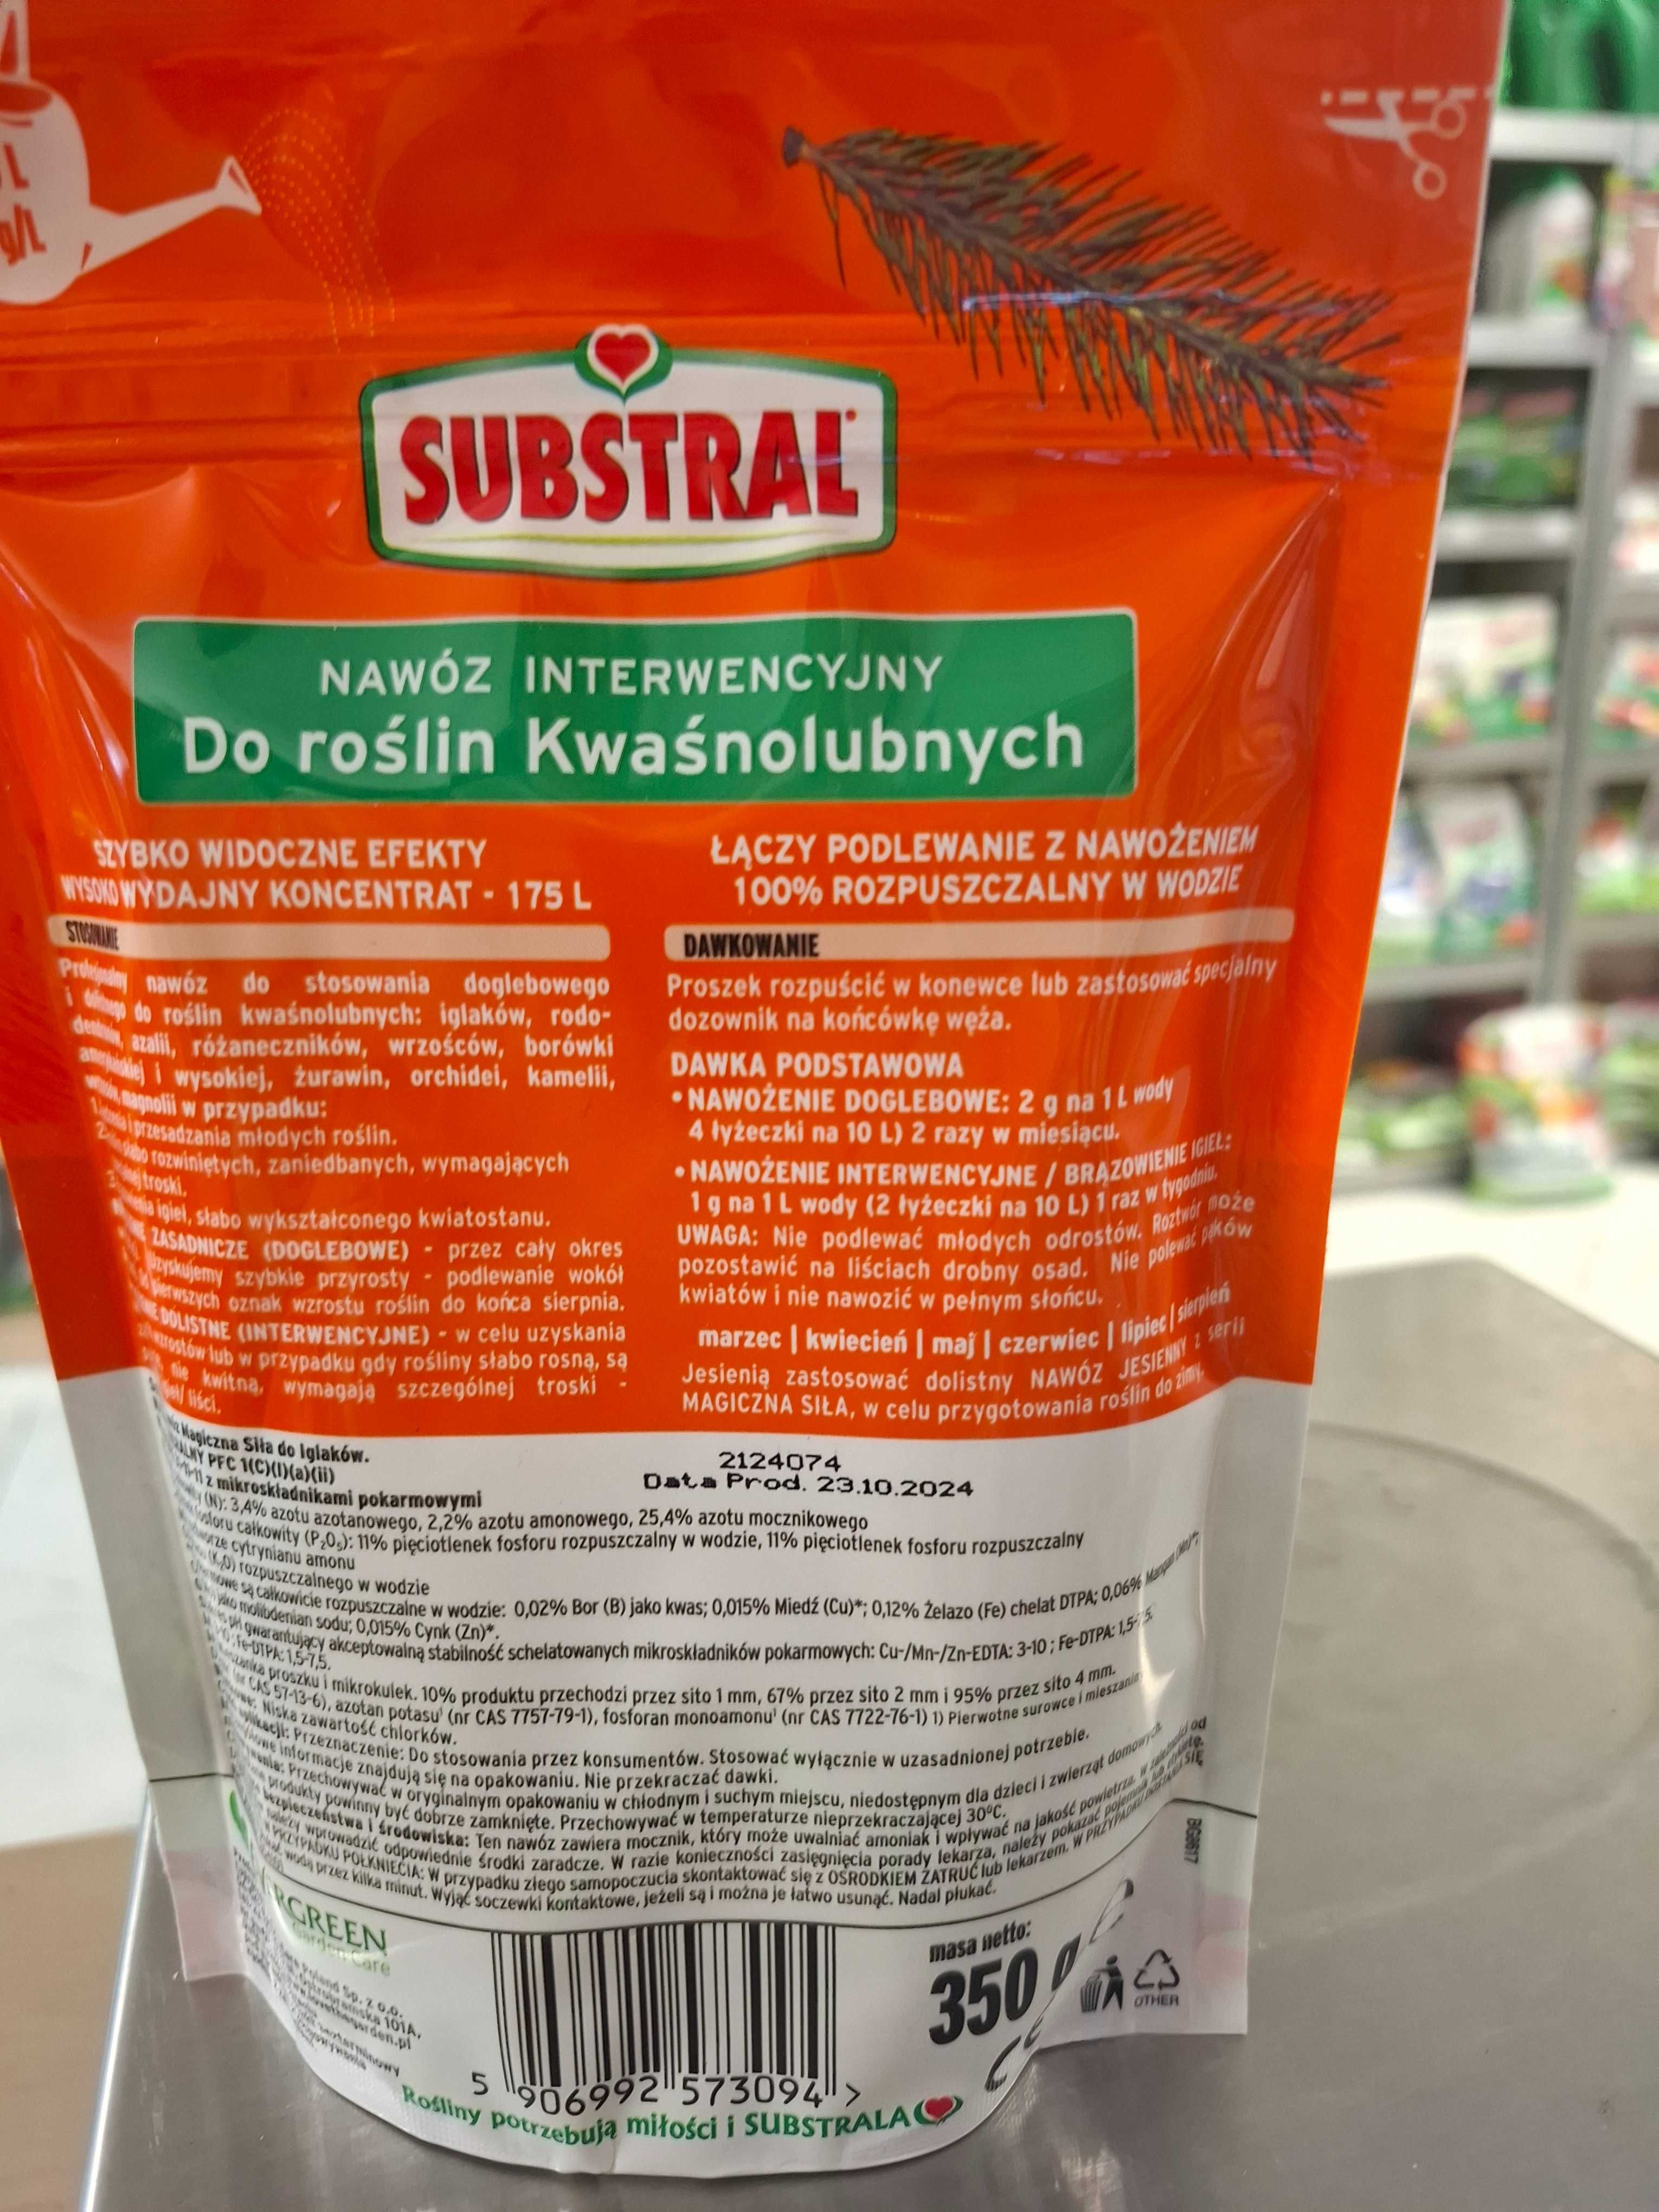 L
g/L
SUBSTRAL
NAWÓZ INTERWENCYJNY
Do roślin Kwaśnolubnych
SZYBKO WIDOCZNE EFEKTY
WYSOKO WYDAJNY KONCENTRAT - 175 L
STOSOWANIE
nawóz do stosowania doglebowego
i do roślin kwaśnolubnych: iglaków, rodo-
azalii, różaneczników, wrzośców, borówki
i wysokiej, żurawin, orchidei, kamelii,
magnolii w przypadku:
i przesadzania młodych roślin.
rozwiniętych, zaniedbanych, wymagających
troski.
igieł, słabo wykształconego kwiatostanu.
ZASADNICZE (DOGLEBOWE) - przez cały okres
uzyskujemy szybkie przyrosty - podlewanie wokół
pierwszych oznak wzrostu roślin do końca sierpnia.
DOLISTNE (INTERWENCYJNE) - w celu uzyskania
lub w przypadku gdy rośliny słabo rosną, są
nie kwitną, wymagają szczególnej troski -
liści.
ŁĄCZY PODLEWANIE Z NAWOŻENIEM
100% ROZPUSZCZALNY W WODZIE
DAWKOWANIE
Proszek rozpuścić w konewce lub zastosować specjalny
dozownik na końcówkę węża.
DAWKA PODSTAWOWA
• NAWOŻENIE DOGLEBOWE: 2 g na 1 L wody
4 łyżeczki na 10 L) 2 razy w miesiącu.
• NAWOŻENIE INTERWENCYJNE / BRĄZOWIENIE IGIEŁ:
1 g na 1 L wody (2 łyżeczki na 10 L) 1 raz w tygodniu.
UWAGA: Nie podlewać młodych odrostów. Roztwór może
pozostawić na liściach drobny osad. Nie polewać pąków
kwiatów i nie nawozić w pełnym słońcu.
marzec | kwiecień | maj | czerwiec | lipiec | sierpień
Jesienią zastosować dolistny NAWÓZ JESIENNY z serii
MAGICZNA SIŁA, w celu przygotowania roślin do zimy.
Magiczna Siła do Iglaków.
PFC 1(C)(I)(a)(ii)
z mikroskładnikami pokarmowymi
(N): 3,4% azotu azotanowego, 2,2% azotu amonowego, 25,4% azotu mocznikowego
całkowity (P₂O₅): 11% pięciotlenek fosforu rozpuszczalny w wodzie, 11% pięciotlenek fosforu rozpuszczalny
cytrynianu amonu
(K₂O) rozpuszczalnego w wodzie
są całkowicie rozpuszczalne w wodzie: 0,02% Bor (B) jako kwas; 0,015% Miedź (Cu)*; 0,12% Żelazo (Fe) chelat DTPA; 0,06% Mangan (Mn)*;
jako molibdenian sodu; 0,015% Cynk (Zn)*.
pH gwarantujący akceptowalną stabilność schelatowanych mikroskładników pokarmowych: Cu-/Mn-/Zn-EDTA: 3-10 ; Fe-DTPA: 1,5-7,5.
Fe-DTPA: 1,5-7,5.
proszku i mikrokulek. 10% produktu przechodzi przez sito 1 mm, 67% przez sito 2 mm i 95% przez sito 4 mm.
CAS 57-13-6), azotan potasu¹ (nr CAS 7757-79-1), fosforan monoamonu¹ (nr CAS 7722-76-1) 1) Pierwotne surowce i mieszanin
Niska zawartość chlorków.
Przeznaczenie: Do stosowania przez konsumentów. Stosować wyłącznie w uzasadnionej potrzebie.
informacje znajdują się na opakowaniu. Nie przekraczać dawki.
Przechowywać w oryginalnym opakowaniu w chłodnym i suchym miejscu, niedostępnym dla dzieci i zwierząt domowych.
produkty powinny być dobrze zamknięte. Przechowywać w temperaturze nieprzekraczającej 30°C.
bezpieczeństwa i środowiska: Ten nawóz zawiera mocznik, który może uwalniać amoniak i wpływać na jakość powietrza. w zależności od
należy wprowadzić odpowiednie środki zaradcze. W razie konieczności zasięgnięcia porady lekarza, należy pokazać pojemnik lub etykietę.
W PRZYPADKU POŁKNIĘCIA: W przypadku złego samopoczucia skontaktować się z OŚRODKIEM ZATRUĆ lub lekarzem. W PRZYPADKU DOSTANIA SIĘ
wodą przez kilka minut. Wyjąć soczewki kontaktowe, jeżeli są i można je łatwo usunąć. Nadal płukać.
2124074
Data Prod. 23.10.2024
BG8617
GREEN
Garden Care
Poland Sp. z o.o.
Ostrobramska 101A,
www.lovethegarden.pl
5 906992 573094 >
masa netto:
350 g
CE
OTHER
Rośliny potrzebują miłości i SUBSTRALA